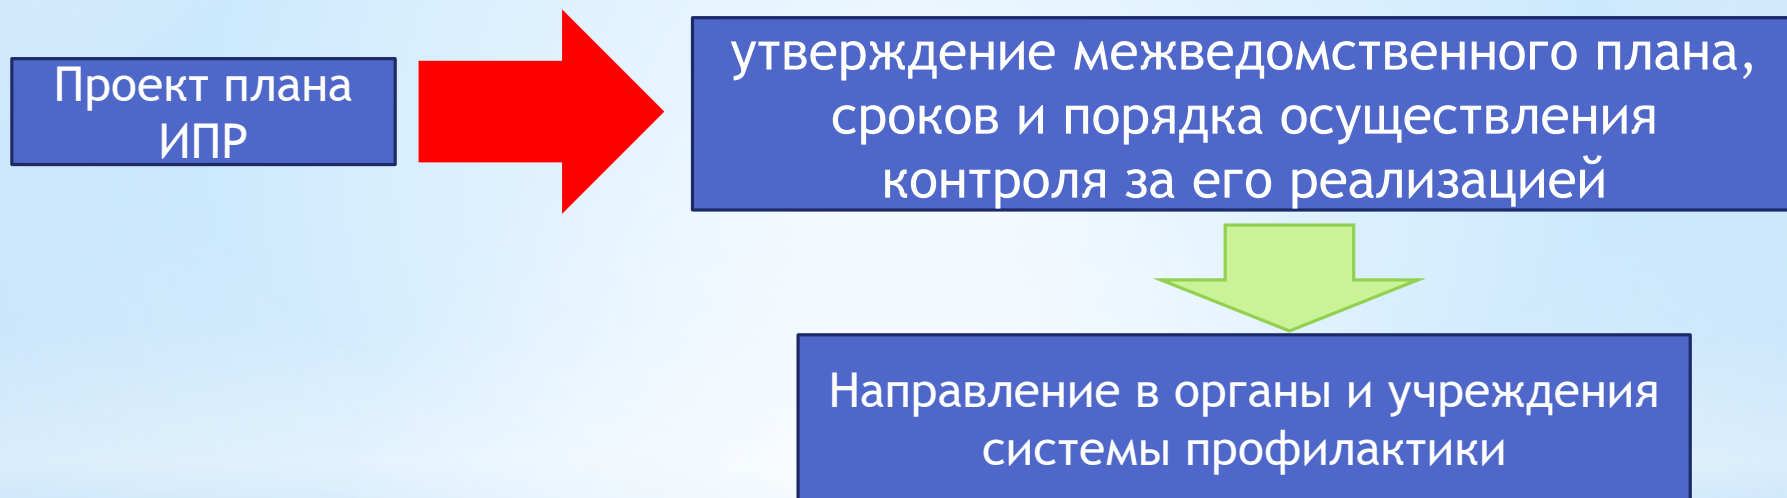 Проект плана
ИПР
утверждение межведомственного плана,
сроков и порядка осуществления
контроля за его реализацией
Направление в органы и учреждения
системы профилактики